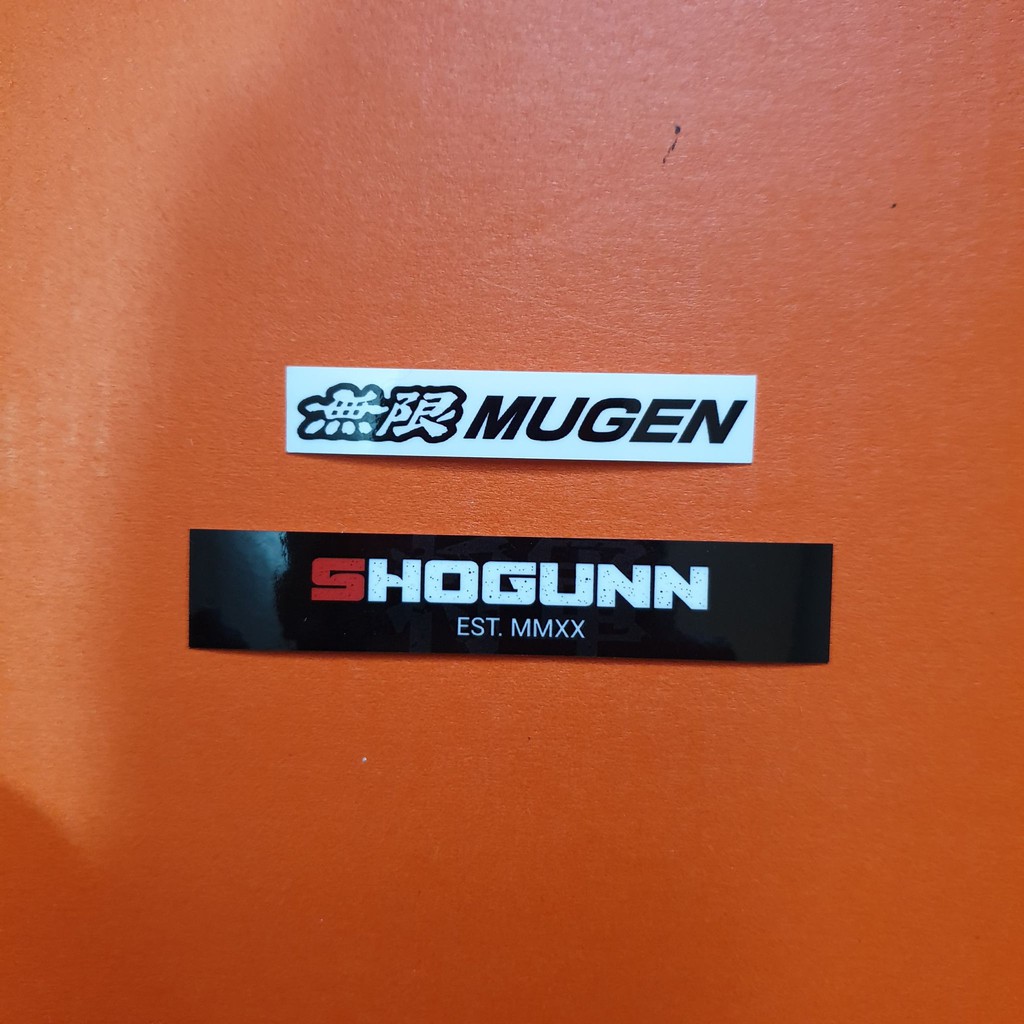 無限 MUGEN
SHOGUNN
EST. MMXX